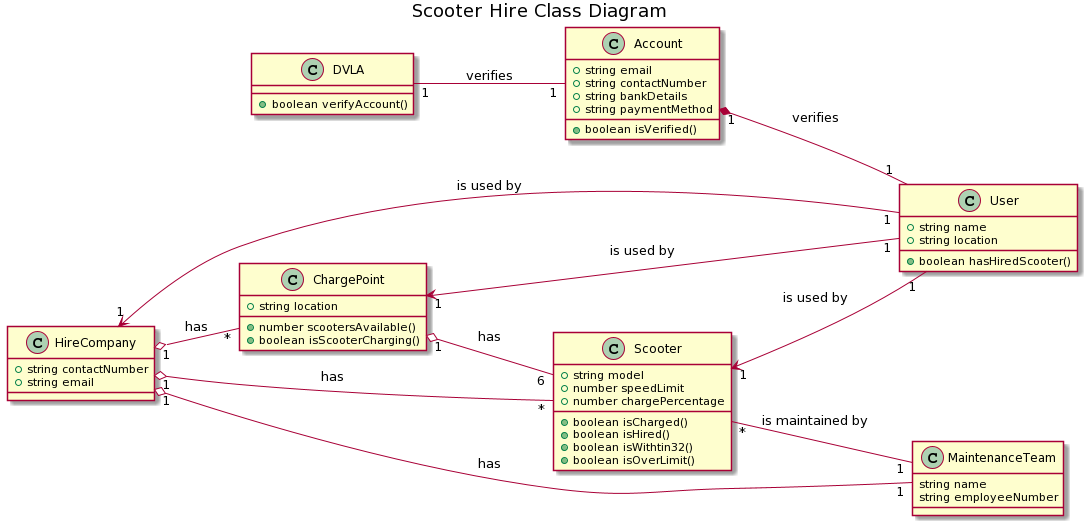 Scooter Hire Class Diagram
C DVLA
boolean verifyAccount()
verifies
1
1
C Account
string email
string contactNumber
string bankDetails
string paymentMethod
boolean isVerified()
1
verifies
1
C User
string name
string location
boolean hasHiredScooter()
is used by
1
1
is used by
1
1
is used by
1
1
C ChargePoint
string location
number scootersAvailable()
boolean isScooterCharging()
C HireCompany
string contactNumber
string email
has
1
*
has
1
6
has
1
*
has
1
1
C Scooter
string model
number speedLimit
number chargePercentage
boolean isCharged()
boolean isHired()
boolean isWithtin32()
boolean isOverLimit()
is maintained by
*
1
C MaintenanceTeam
string name
string employeeNumber